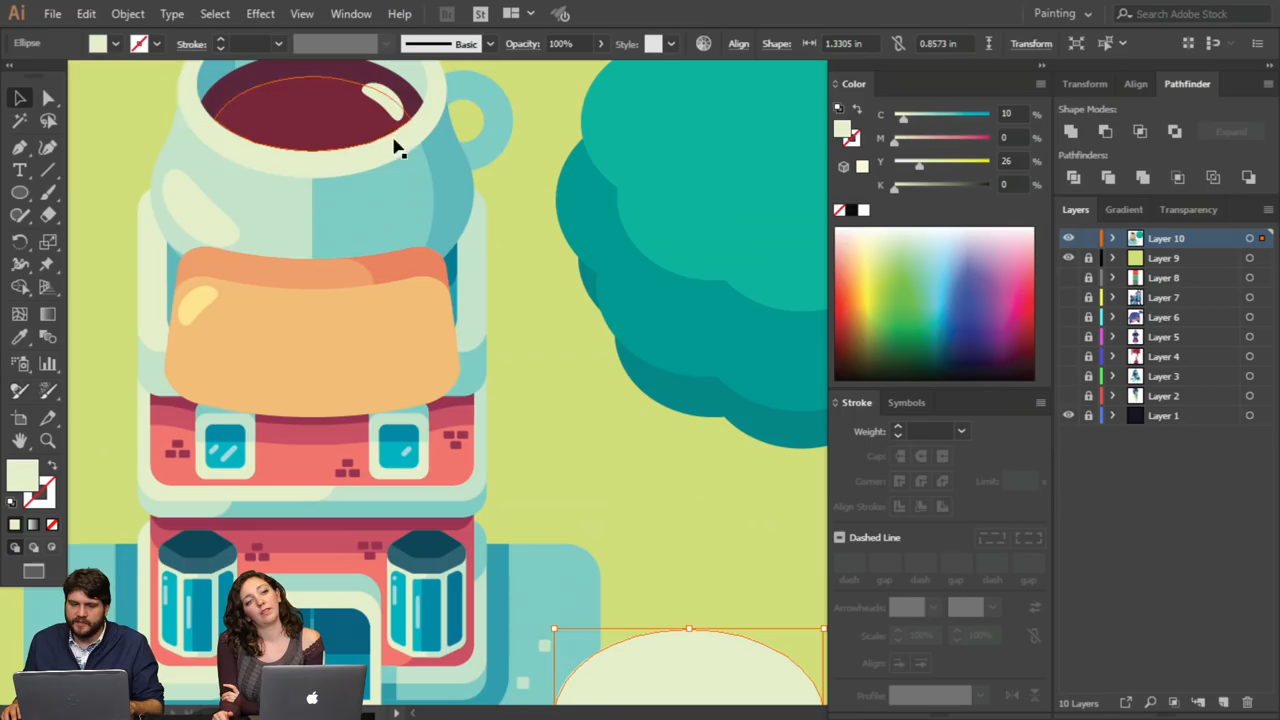 Ai File Edit Object Type Select Effect View Window Help Br St Painting Search Adobe Stock
Ellipse Stroke: Basic Opacity: 100% Style: Align Shape: 1.3305 in 0.8573 in Transform
Color
C 10 %
M 0 %
Y 26 %
K 0 %
Stroke Symbols
Weight:
Cap:
Corner: Limit: x
Align Stroke:
Dashed Line
dash gap dash gap dash gap
Arrowheads:
Scale: 100% 100%
Align:
Profile:
Transform Align Pathfinder
Shape Modes:
Expand
Pathfinders:
Layers Gradient Transparency
Layer 10
Layer 9
Layer 8
Layer 7
Layer 6
Layer 5
Layer 4
Layer 3
Layer 2
Layer 1
10 Layers